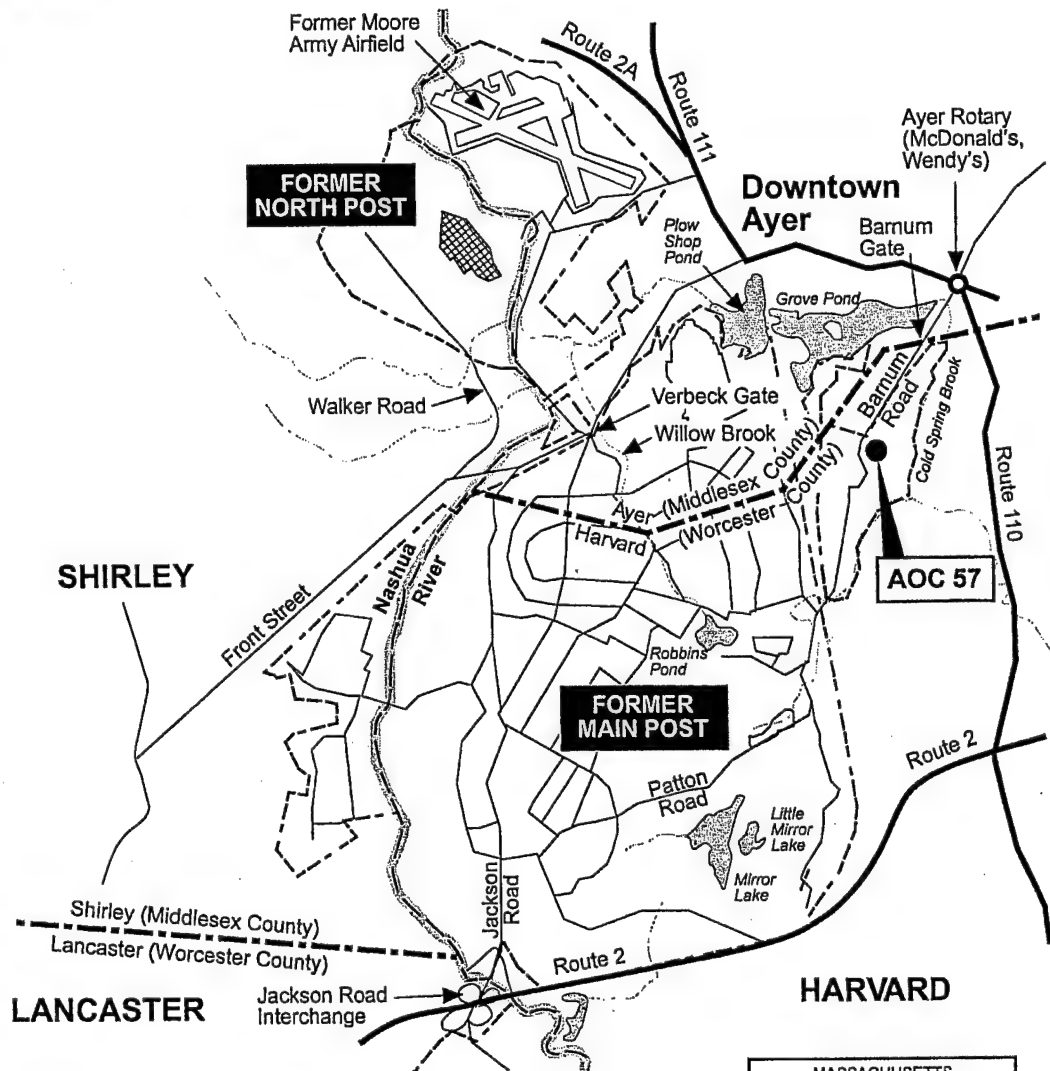 Former Moore
Army Airfield
Route 2A
Route 111
Ayer Rotary
(McDonald's,
Wendy's)
FORMER
NORTH POST
Downtown
Ayer
Plow
Shop
Pond
Barnum
Gate
Grove Pond
Walker Road
Verbeck Gate
Willow Brook
Barnum
Road
Cold Spring Brook
Ayer (Middlesex County)
Harvard (Worcester County)
Route 110
AOC 57
SHIRLEY
Nashua
River
Front Street
Robbins
Pond
FORMER
MAIN POST
Route 2
Patton
Road
Little
Mirror
Lake
Mirror
Lake
Jackson
Road
Shirley (Middlesex County)
Lancaster (Worcester County)
Route 2
HARVARD
LANCASTER
Jackson Road
Interchange
MASSACHUSETTS